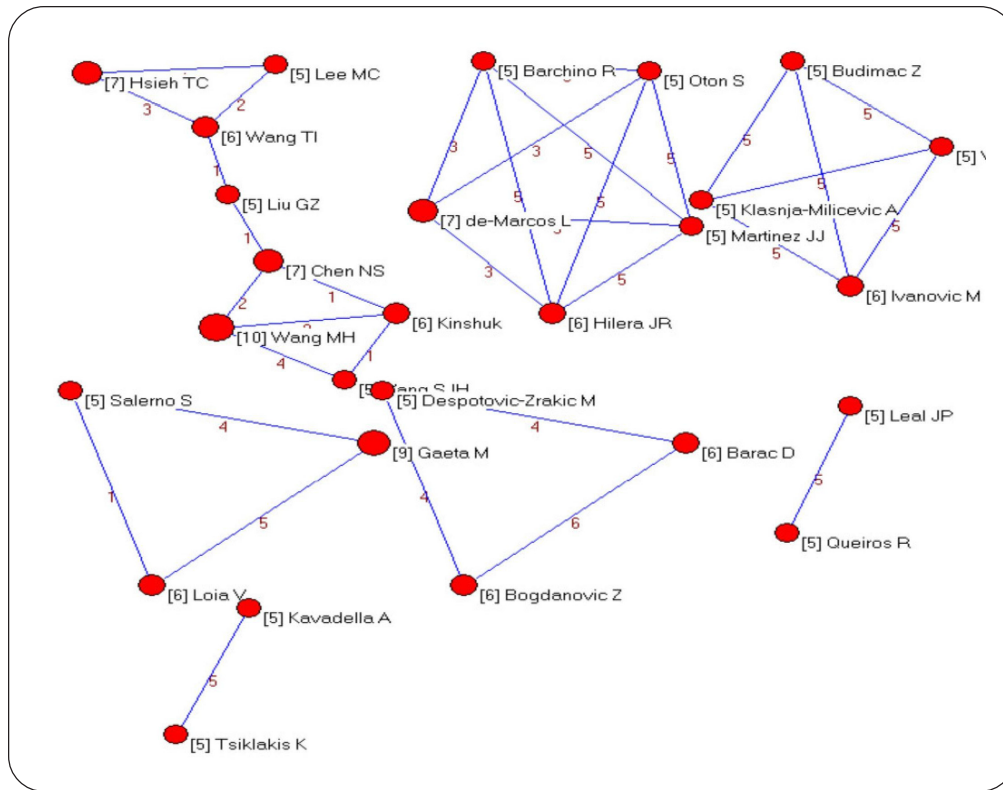 [5] Lee MC
[7] Hsieh TC
3
2
[6] Wang TI
1
[5] Liu GZ
1
[7] Chen NS
2
1
[6] Kinshuk
[10] Wang MH
4
1
[5] Barchino R
[5] Oton S
3
3
5
5
5
5
[7] de-Marcos L
[5] Martinez JJ
3
5
[6] Hilera JR
[5] Budimac Z
5
5
5
[5]
5
[5] Klasnja-Milicevic A
5
5
[6] Ivanovic M
[5] Salerno S
4
[9] Gaeta M
1
5
[6] Loia V
[5] Despotovic-Zrakic M
4
[6] Barac D
4
6
[6] Bogdanovic Z
[5] Leal JP
5
[5] Queiros R
[5] Kavadella A
5
[5] Tsiklakis K